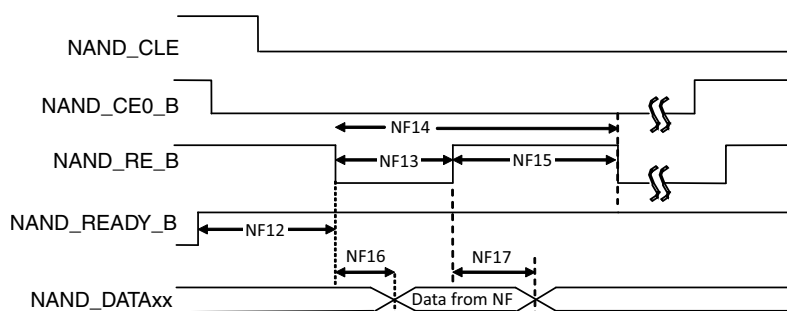 NAND_CLE
NAND_CE0_B
NF14
NAND_RE_B
NF13
NF15
NAND_READY_B
NF12
NF16
NF17
NAND_DATAxx
Data from NF